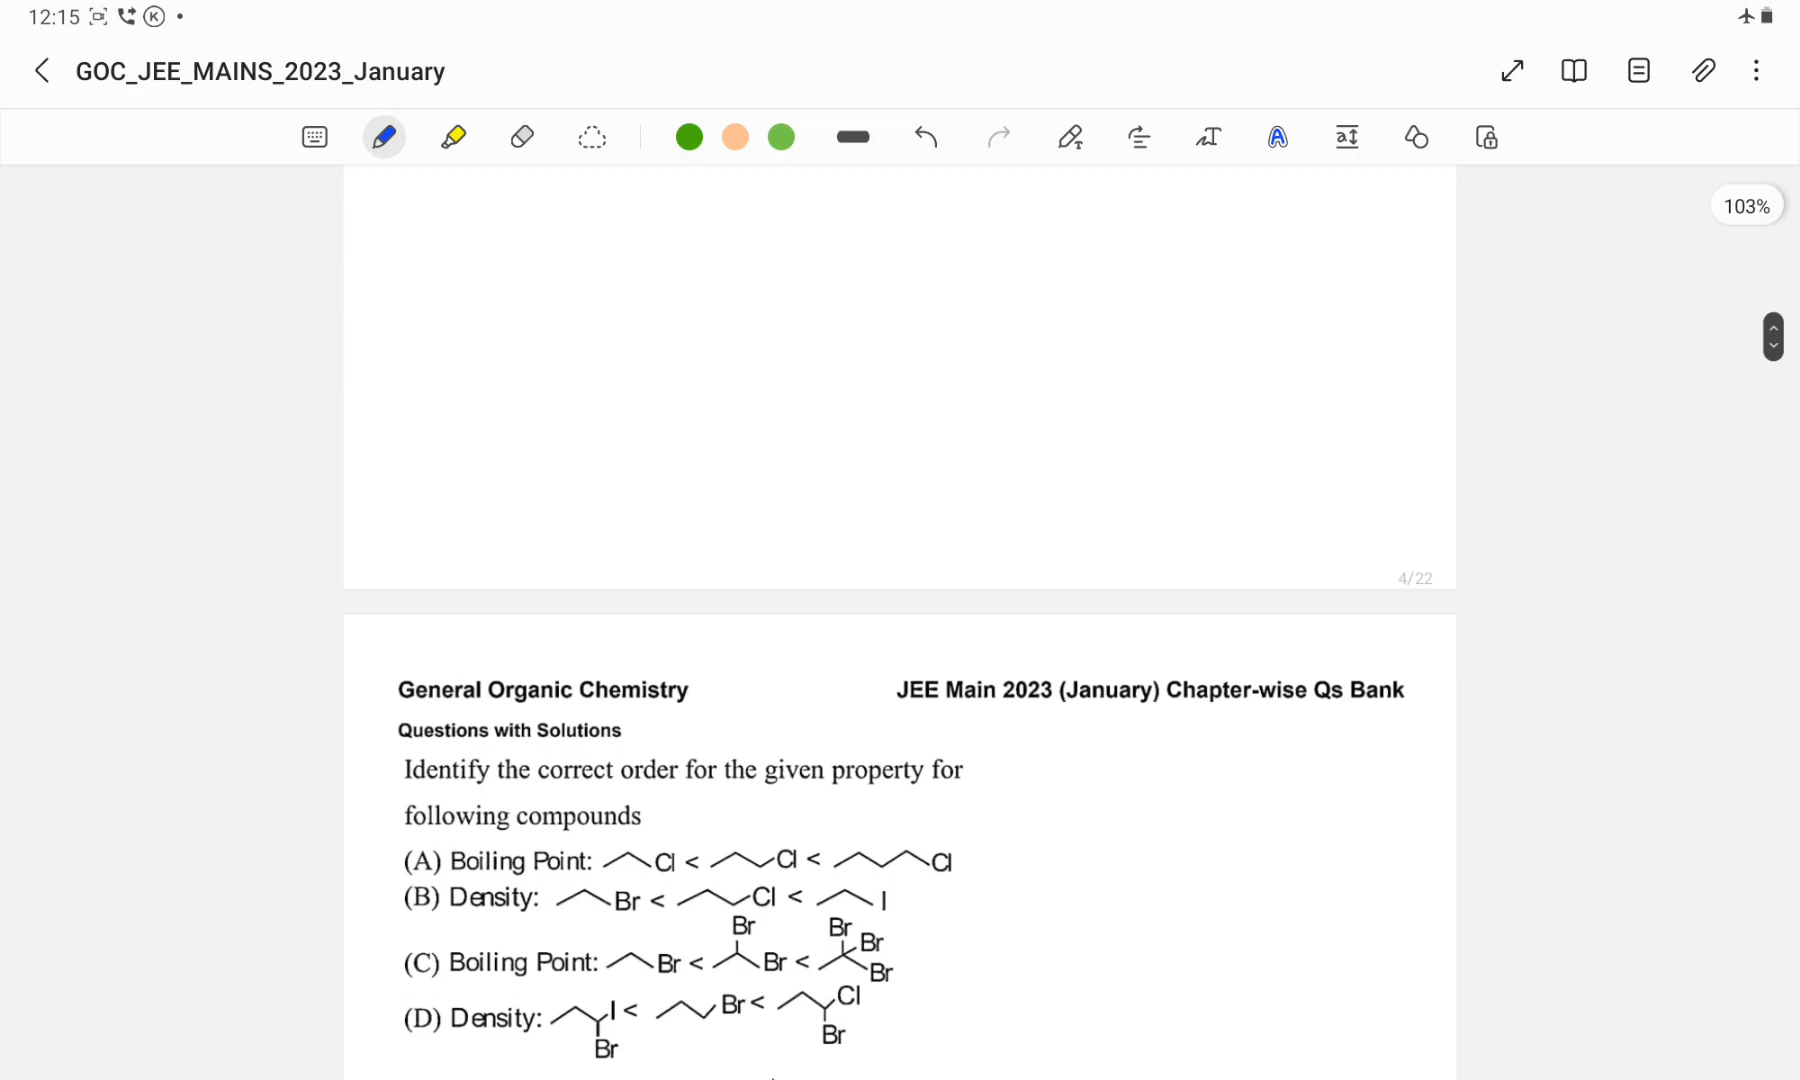 12:15
GOC_JEE_MAINS_2023_January
103%
4/22
General Organic Chemistry JEE Main 2023 (January) Chapter-wise Qs Bank
Questions with Solutions
Identify the correct order for the given property for
following compounds
(A) Boiling Point: Cl < Cl < Cl
(B) Density: Br < Cl < I
Br Br Br
(C) Boiling Point: Br < Br < Br
(D) Density: I < Br < Cl
Br Br